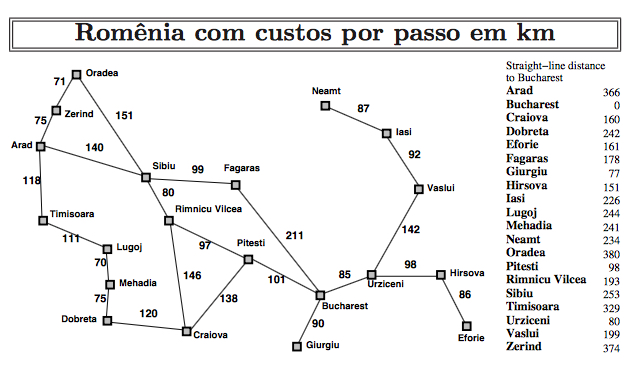 Romênia com custos por passo em km
Straight–line distance
to Bucharest
Arad 366
Bucharest 0
Craiova 160
Dobreta 242
Eforie 161
Fagaras 178
Giurgiu 77
Hirsova 151
Iasi 226
Lugoj 244
Mehadia 241
Neamt 234
Oradea 380
Pitesti 98
Rimnicu Vilcea 193
Sibiu 253
Timisoara 329
Urziceni 80
Vaslui 199
Zerind 374
Oradea
71
Neamt
87
Zerind
151
75
Iasi
Arad
140
92
Sibiu
99
Fagaras
118
80
Vaslui
Rimnicu Vilcea
Timisoara
111
Lugoj
97
Pitesti
211
142
70
98
Hirsova
146
101
85
Urziceni
Mehadia
75
138
86
120
Bucharest
Dobreta
90
Craiova
Eforie
Giurgiu